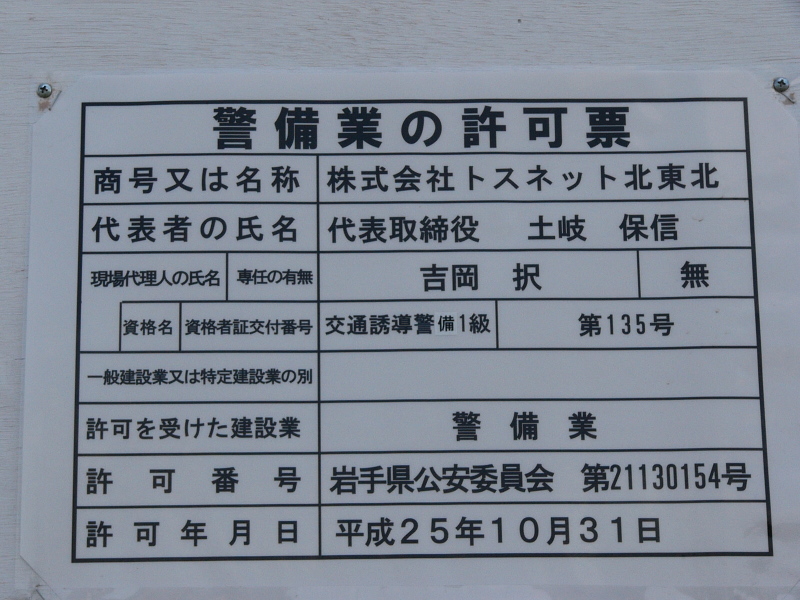 警備業の許可票
商号又は名称 株式会社トスネット北東北
代表者の氏名 代表取締役 土岐 保信
現場代理人の氏名 専任の有無 吉岡 択 無
資格名 資格者証交付番号 交通誘導警備1級 第135号
一般建設業又は特定建設業の別
許可を受けた建設業 警備業
許可番号 岩手県公安委員会 第21130154号
許可年月日 平成25年10月31日